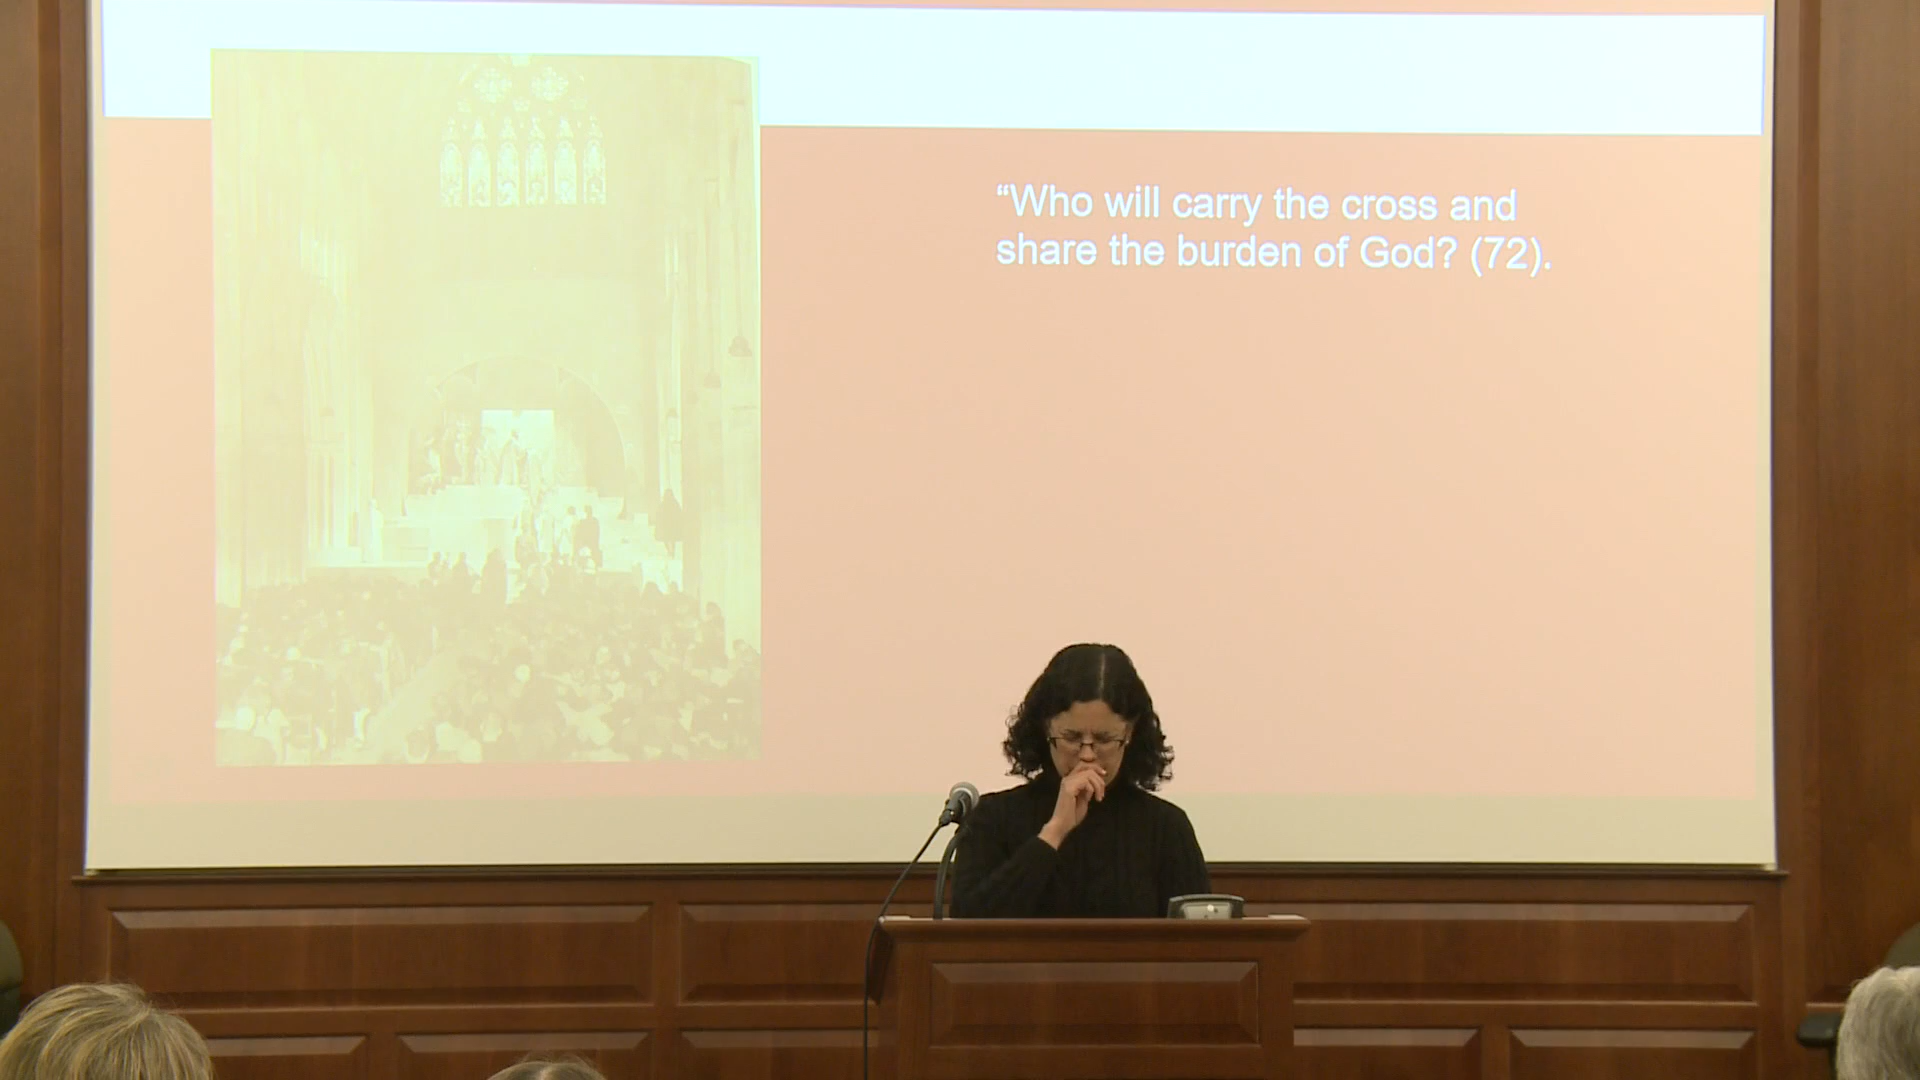 “Who will carry the cross and
share the burden of God? (72).